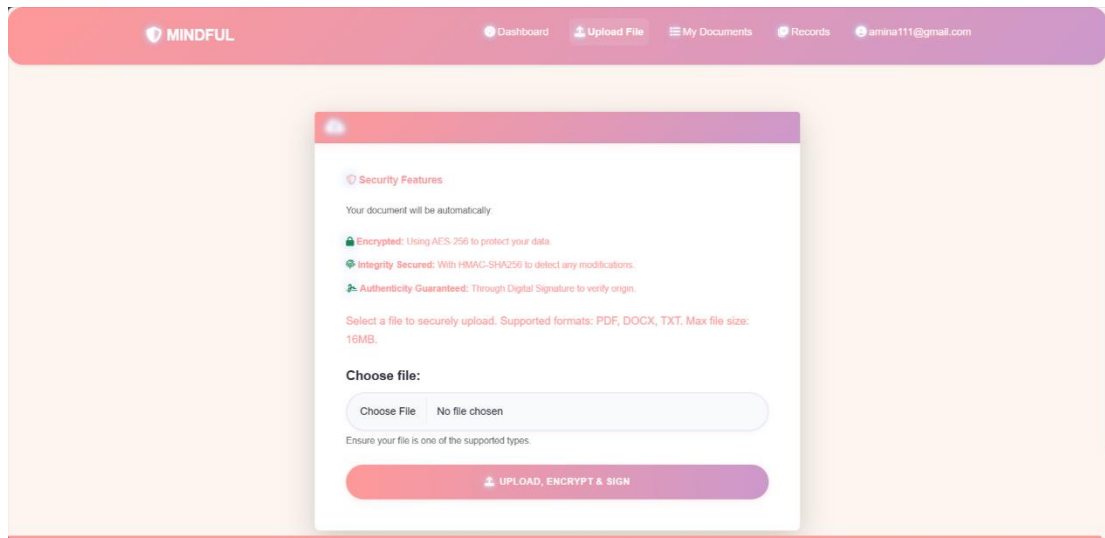 MINDFUL
Dashboard Upload File My Documents Records amina111@gmail.com
Security Features
Your document will be automatically
Encrypted: Using AES-256 to protect your data
Integrity Secured: With HMAC-SHA256 to detect any modifications.
Authenticity Guaranteed: Through Digital Signature to verify origin.
Select a file to securely upload. Supported formats: PDF, DOCX, TXT. Max file size:
16MB.
Choose file:
Choose File No file chosen
Ensure your file is one of the supported types.
UPLOAD, ENCRYPT & SIGN